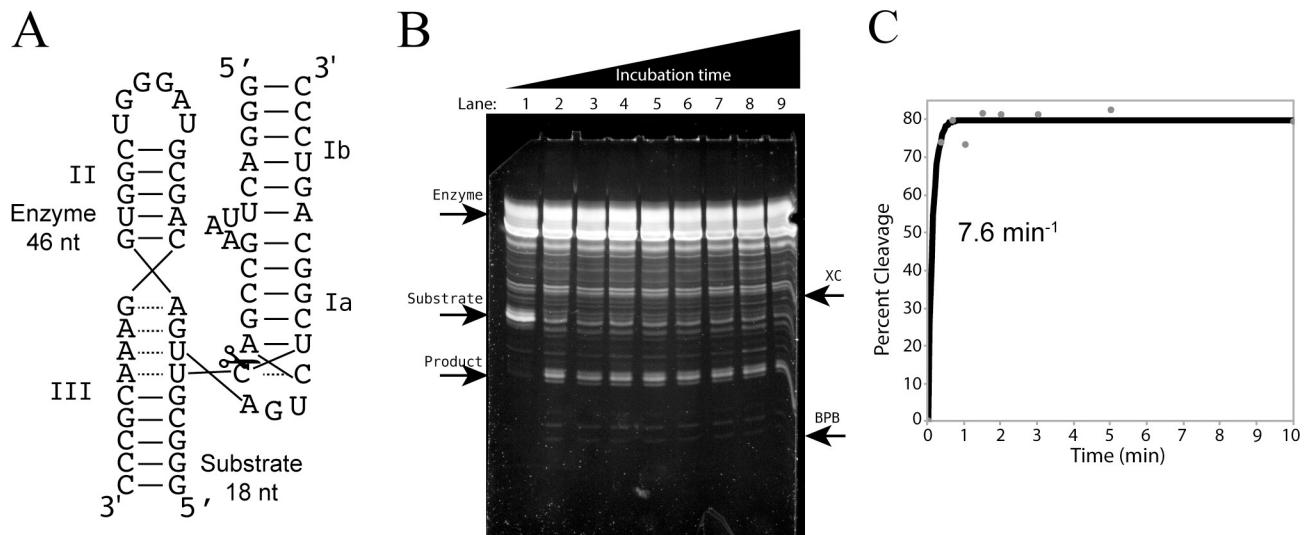 A
5' 3'
G G
G A
U U
G — C
G — C
G — C
A — U
C — G
U — A
U
A A
G — C
C — G
C — G
G — C
A U
C C
A G U
Ib
Ia
C — G
G — C
G — G
U — A
G — C
II
Enzyme
46 nt
G A
A G
A U
A U
C — G
G — C
C — G
C — G
C — G
3' 5'
III
Substrate
18 nt
B
Incubation time
Lane: 1 2 3 4 5 6 7 8 9
Enzyme
Substrate
Product
XC
BPB
C
Percent Cleavage
80
70
60
50
40
30
20
10
0
7.6 min-1
0 1 2 3 4 5 6 7 8 9 10
Time (min)